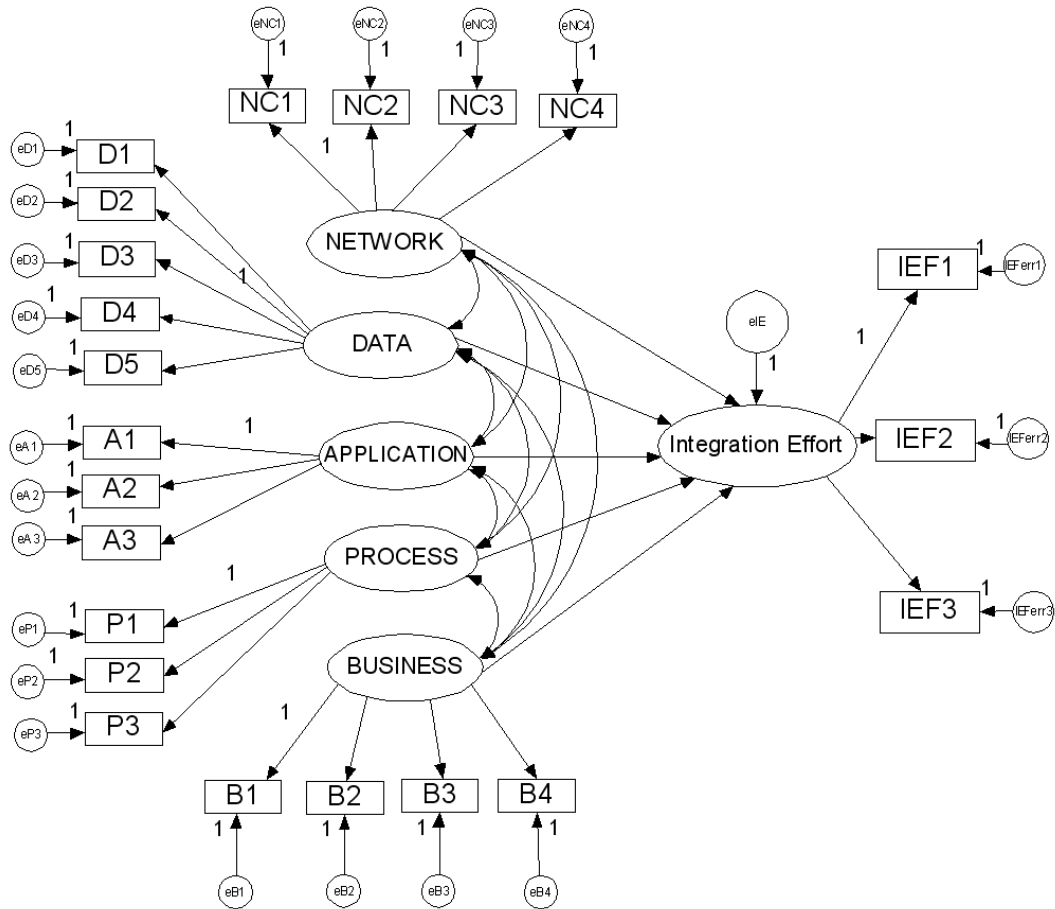 eNC1
eNC2
eNC3
eNC4
1
1
1
1
NC1
NC2
NC3
NC4
1
eD1
1
D1
eD2
1
D2
eD3
1
D3
1
eD4
1
D4
eD5
1
D5
NETWORK
DATA
eA1
1
A1
1
eA2
1
A2
eA3
1
A3
APPLICATION
PROCESS
1
eP1
1
P1
eP2
1
P2
eP3
1
P3
BUSINESS
1
B1
B2
B3
B4
1
1
1
1
eB1
eB2
eB3
eB4
eIE
1
Integration Effort
1
IEF1
1
IEFerr1
IEF2
1
IEFerr2
IEF3
1
IEFerr3